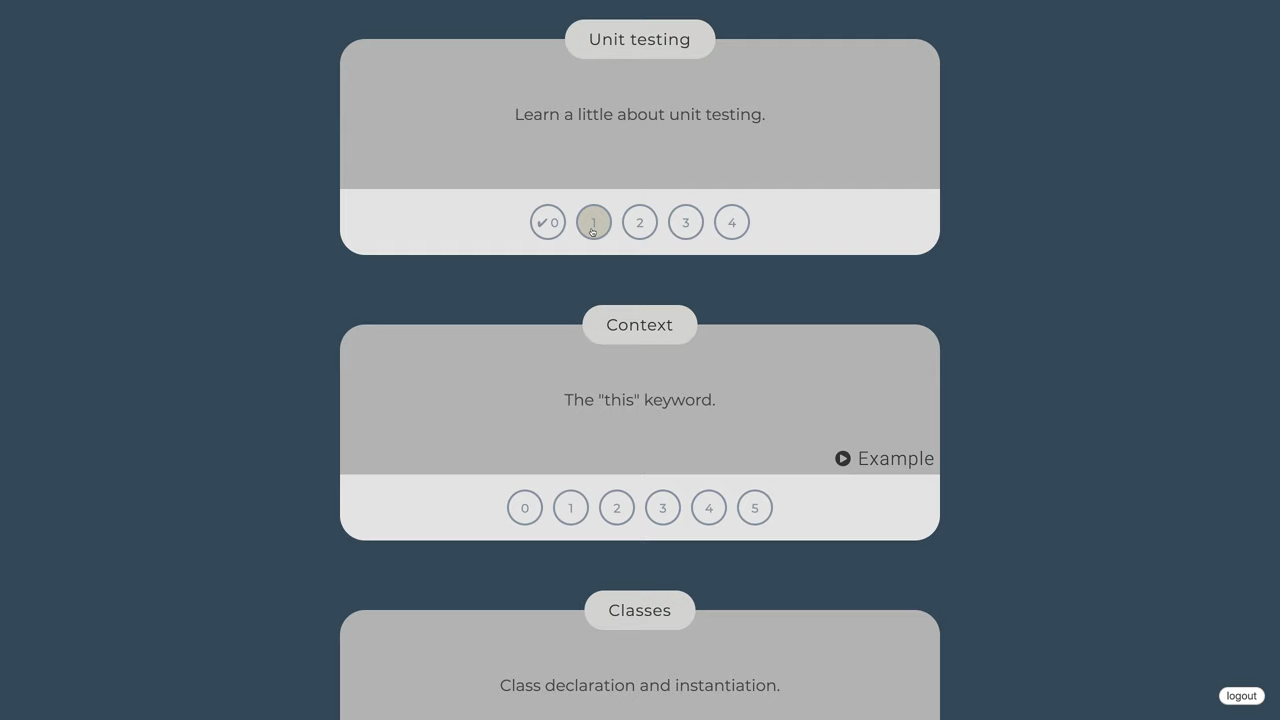 Unit testing
Learn a little about unit testing.
✔ 0 1 2 3 4
Context
The "this" keyword.
Example
0 1 2 3 4 5
Classes
Class declaration and instantiation.
logout